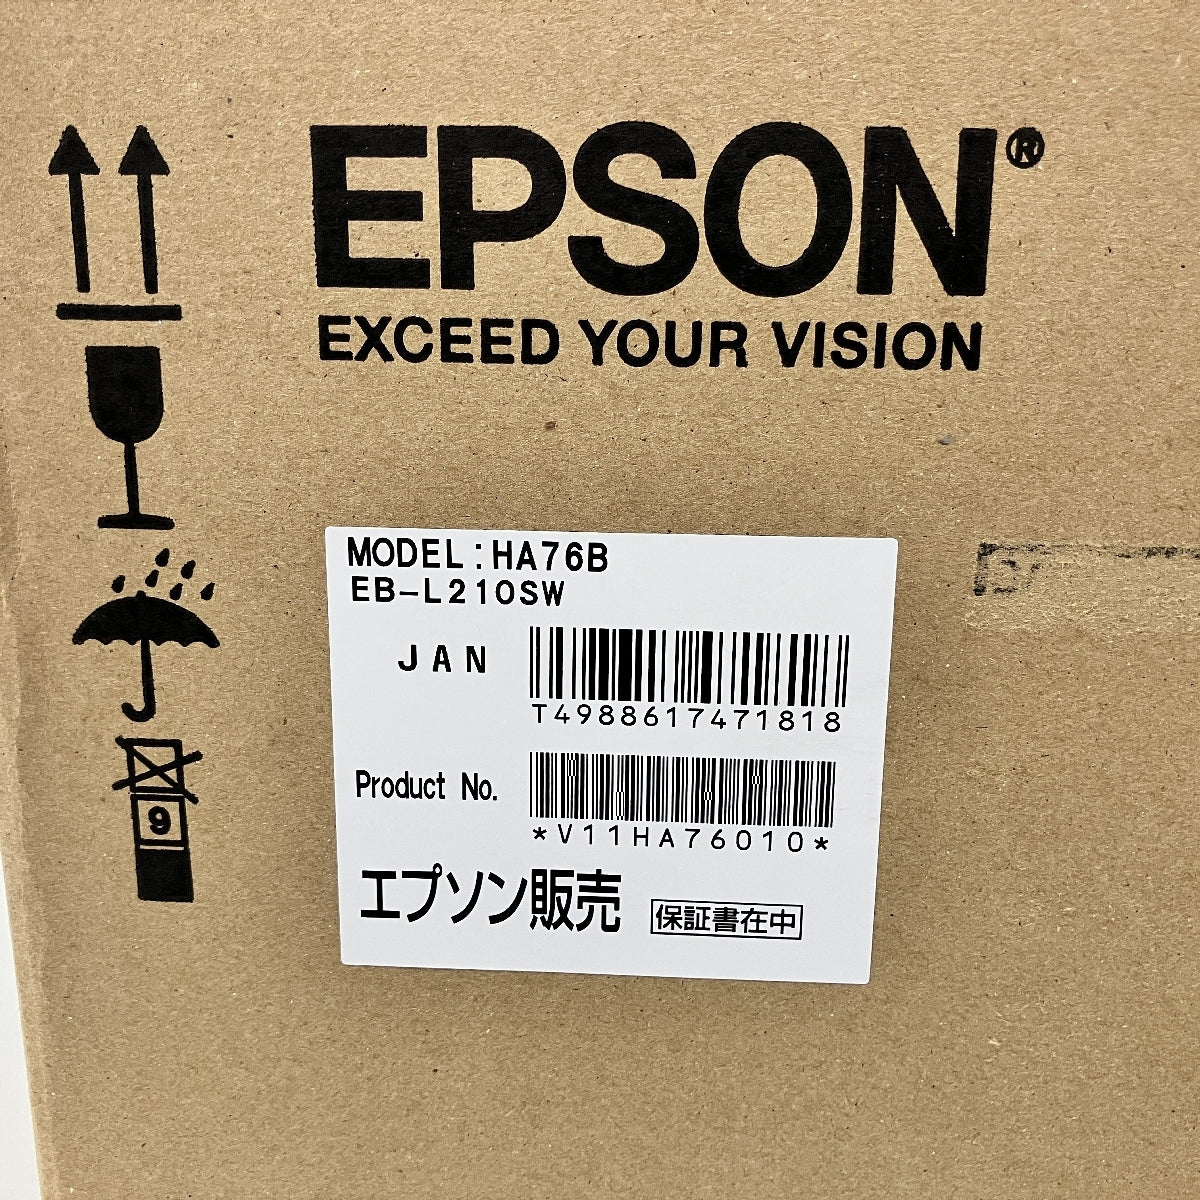 EPSON®
EXCEED YOUR VISION
MODEL:HA76B
EB-L210SW
JAN
T4988617471818
Product No.
*V11HA76010*
エプソン販売 保証書在中
9